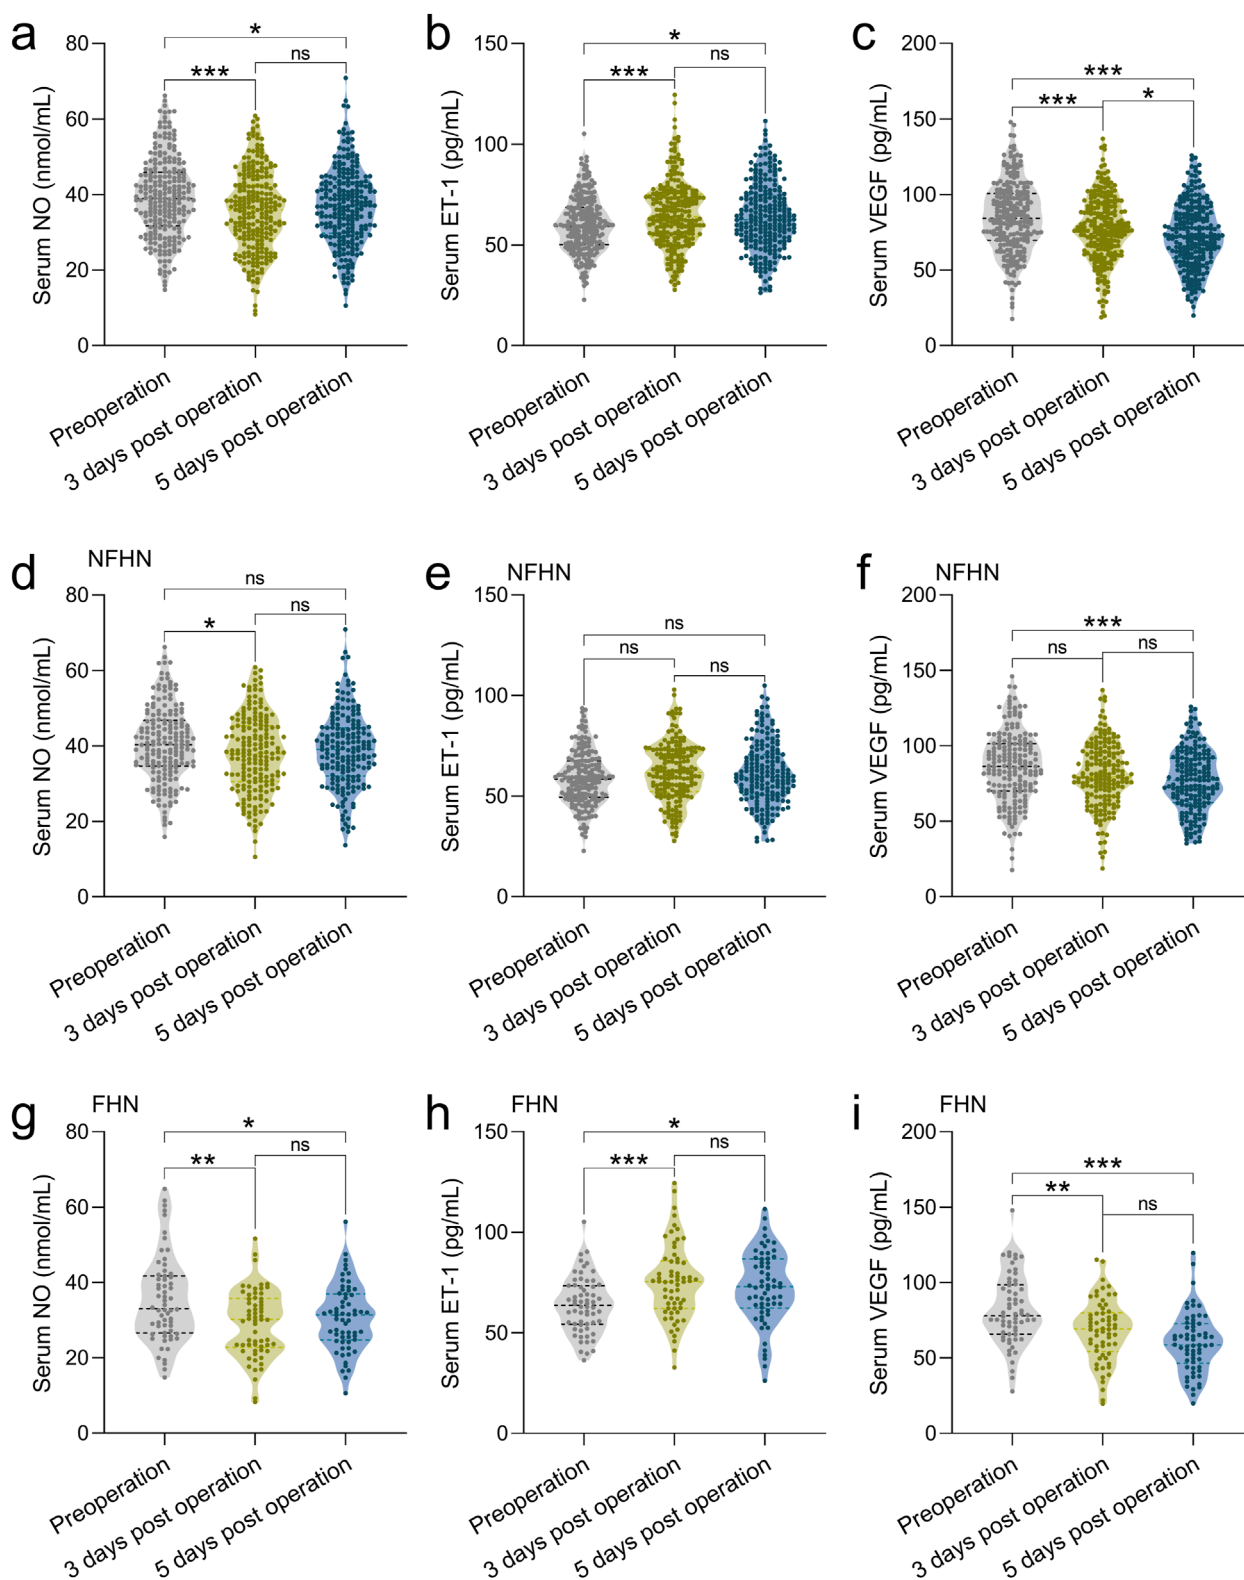 a
80
60
40
20
0
Serum NO (nmol/mL)
*
***
ns
Preoperation
3 days post operation
5 days post operation
b
150
100
50
0
Serum ET-1 (pg/mL)
*
***
ns
Preoperation
3 days post operation
5 days post operation
c
200
150
100
50
0
Serum VEGF (pg/mL)
***
***
*
Preoperation
3 days post operation
5 days post operation
d
NFHN
80
60
40
20
0
Serum NO (nmol/mL)
ns
*
ns
Preoperation
3 days post operation
5 days post operation
e
NFHN
150
100
50
0
Serum ET-1 (pg/mL)
ns
ns
ns
Preoperation
3 days post operation
5 days post operation
f
NFHN
200
150
100
50
0
Serum VEGF (pg/mL)
***
ns
ns
Preoperation
3 days post operation
5 days post operation
g
FHN
80
60
40
20
0
Serum NO (nmol/mL)
*
**
ns
Preoperation
3 days post operation
5 days post operation
h
FHN
150
100
50
0
Serum ET-1 (pg/mL)
*
***
ns
Preoperation
3 days post operation
5 days post operation
i
FHN
200
150
100
50
0
Serum VEGF (pg/mL)
***
**
ns
Preoperation
3 days post operation
5 days post operation